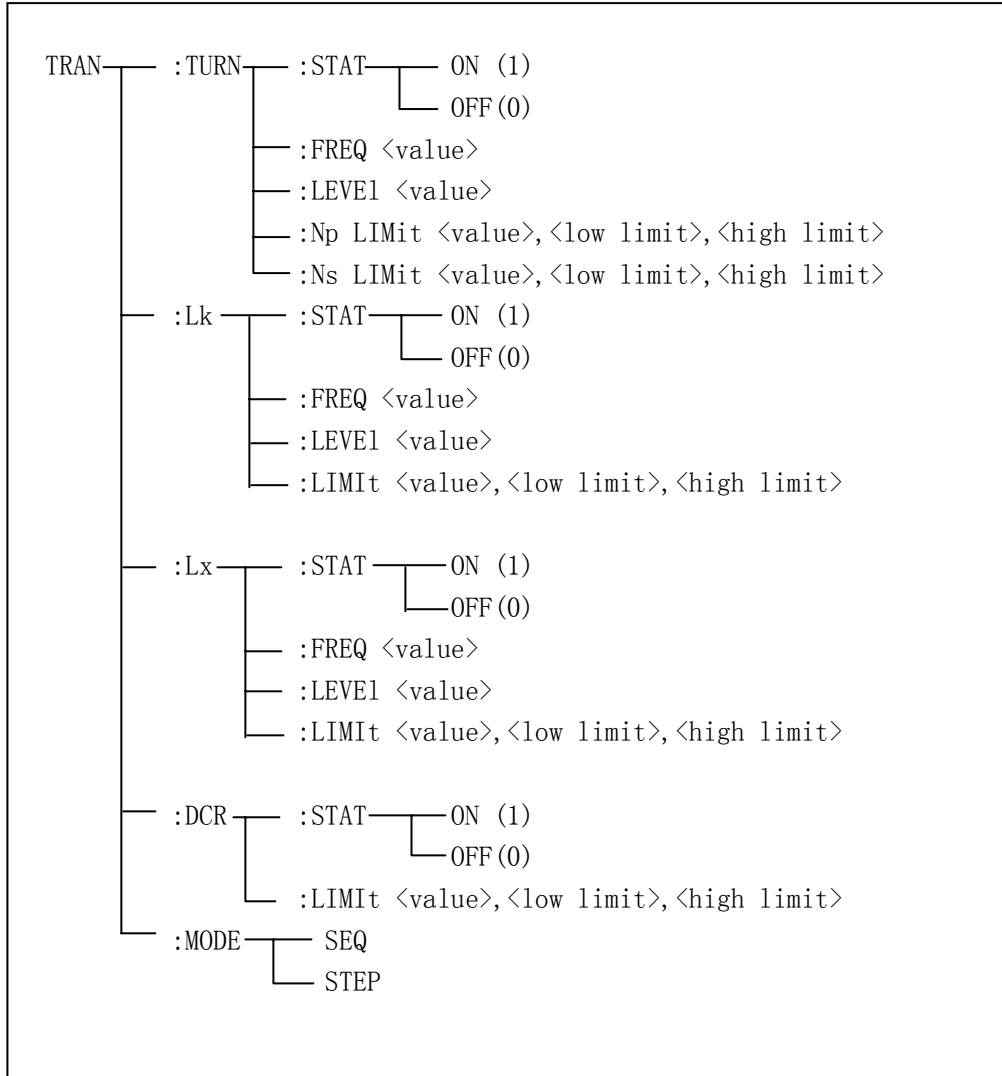 TRAN :TURN :STAT ON (1)
OFF(0)
:FREQ <value>
:LEVEl <value>
:Np LIMit <value>,<low limit>,<high limit>
:Ns LIMit <value>,<low limit>,<high limit>
:Lk :STAT ON (1)
OFF(0)
:FREQ <value>
:LEVEl <value>
:LIMIt <value>,<low limit>,<high limit>
:Lx :STAT ON (1)
OFF(0)
:FREQ <value>
:LEVEl <value>
:LIMIt <value>,<low limit>,<high limit>
:DCR :STAT ON (1)
OFF(0)
:LIMIt <value>,<low limit>,<high limit>
:MODE SEQ
STEP